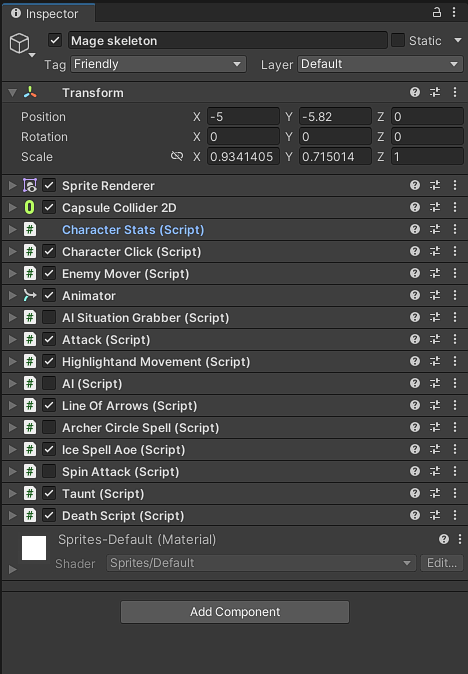 Inspector
Mage skeleton Static
Tag Friendly Layer Default
Transform
Position X -5 Y -5.82 Z 0
Rotation X 0 Y 0 Z 0
Scale X 0.9341405 Y 0.715014 Z 1
Sprite Renderer
Capsule Collider 2D
Character Stats (Script)
Character Click (Script)
Enemy Mover (Script)
Animator
AI Situation Grabber (Script)
Attack (Script)
Highlightand Movement (Script)
AI (Script)
Line Of Arrows (Script)
Archer Circle Spell (Script)
Ice Spell Aoe (Script)
Spin Attack (Script)
Taunt (Script)
Death Script (Script)
Sprites-Default (Material)
Shader Sprites/Default Edit...
Add Component